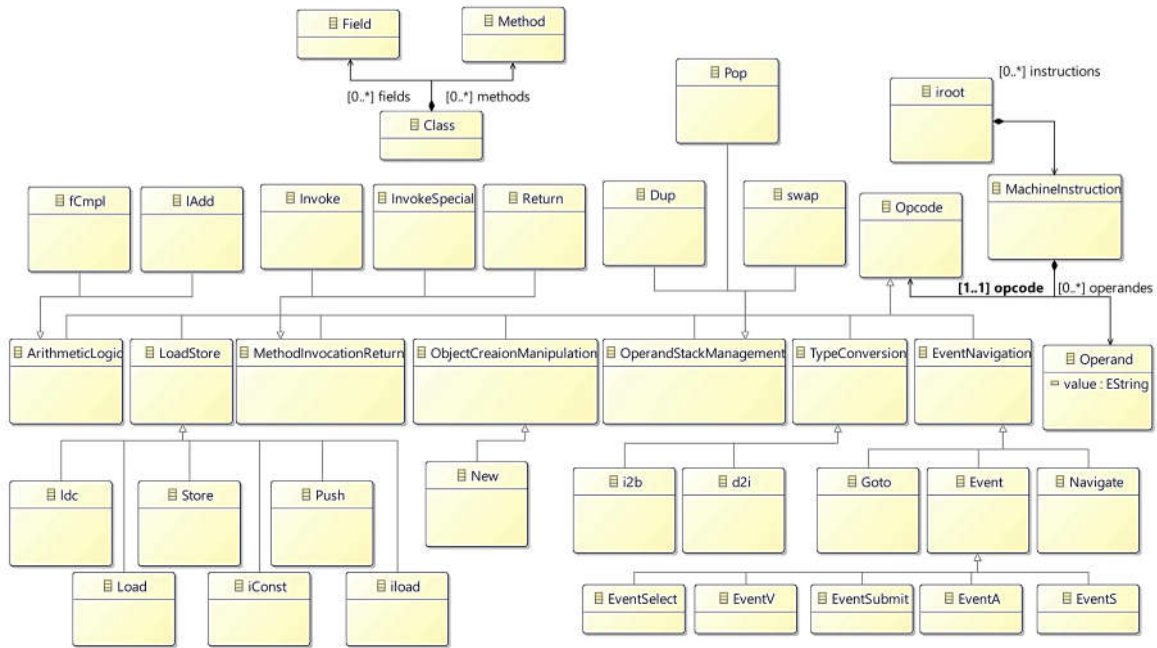 Field
Method
[0..*] fields
[0..*] methods
Class
Pop
[0..*] instructions
iroot
MachineInstruction
fCmpl
lAdd
Invoke
InvokeSpecial
Return
Dup
swap
Opcode
[1..1] opcode
[0..*] operandes
ArithmeticLogic
LoadStore
MethodInvocationReturn
ObjectCreaionManipulation
OperandStackManagement
TypeConversion
EventNavigation
Operand
value : EString
ldc
Store
Push
New
i2b
d2i
Goto
Event
Navigate
Load
iConst
iload
EventSelect
EventV
EventSubmit
EventA
EventS